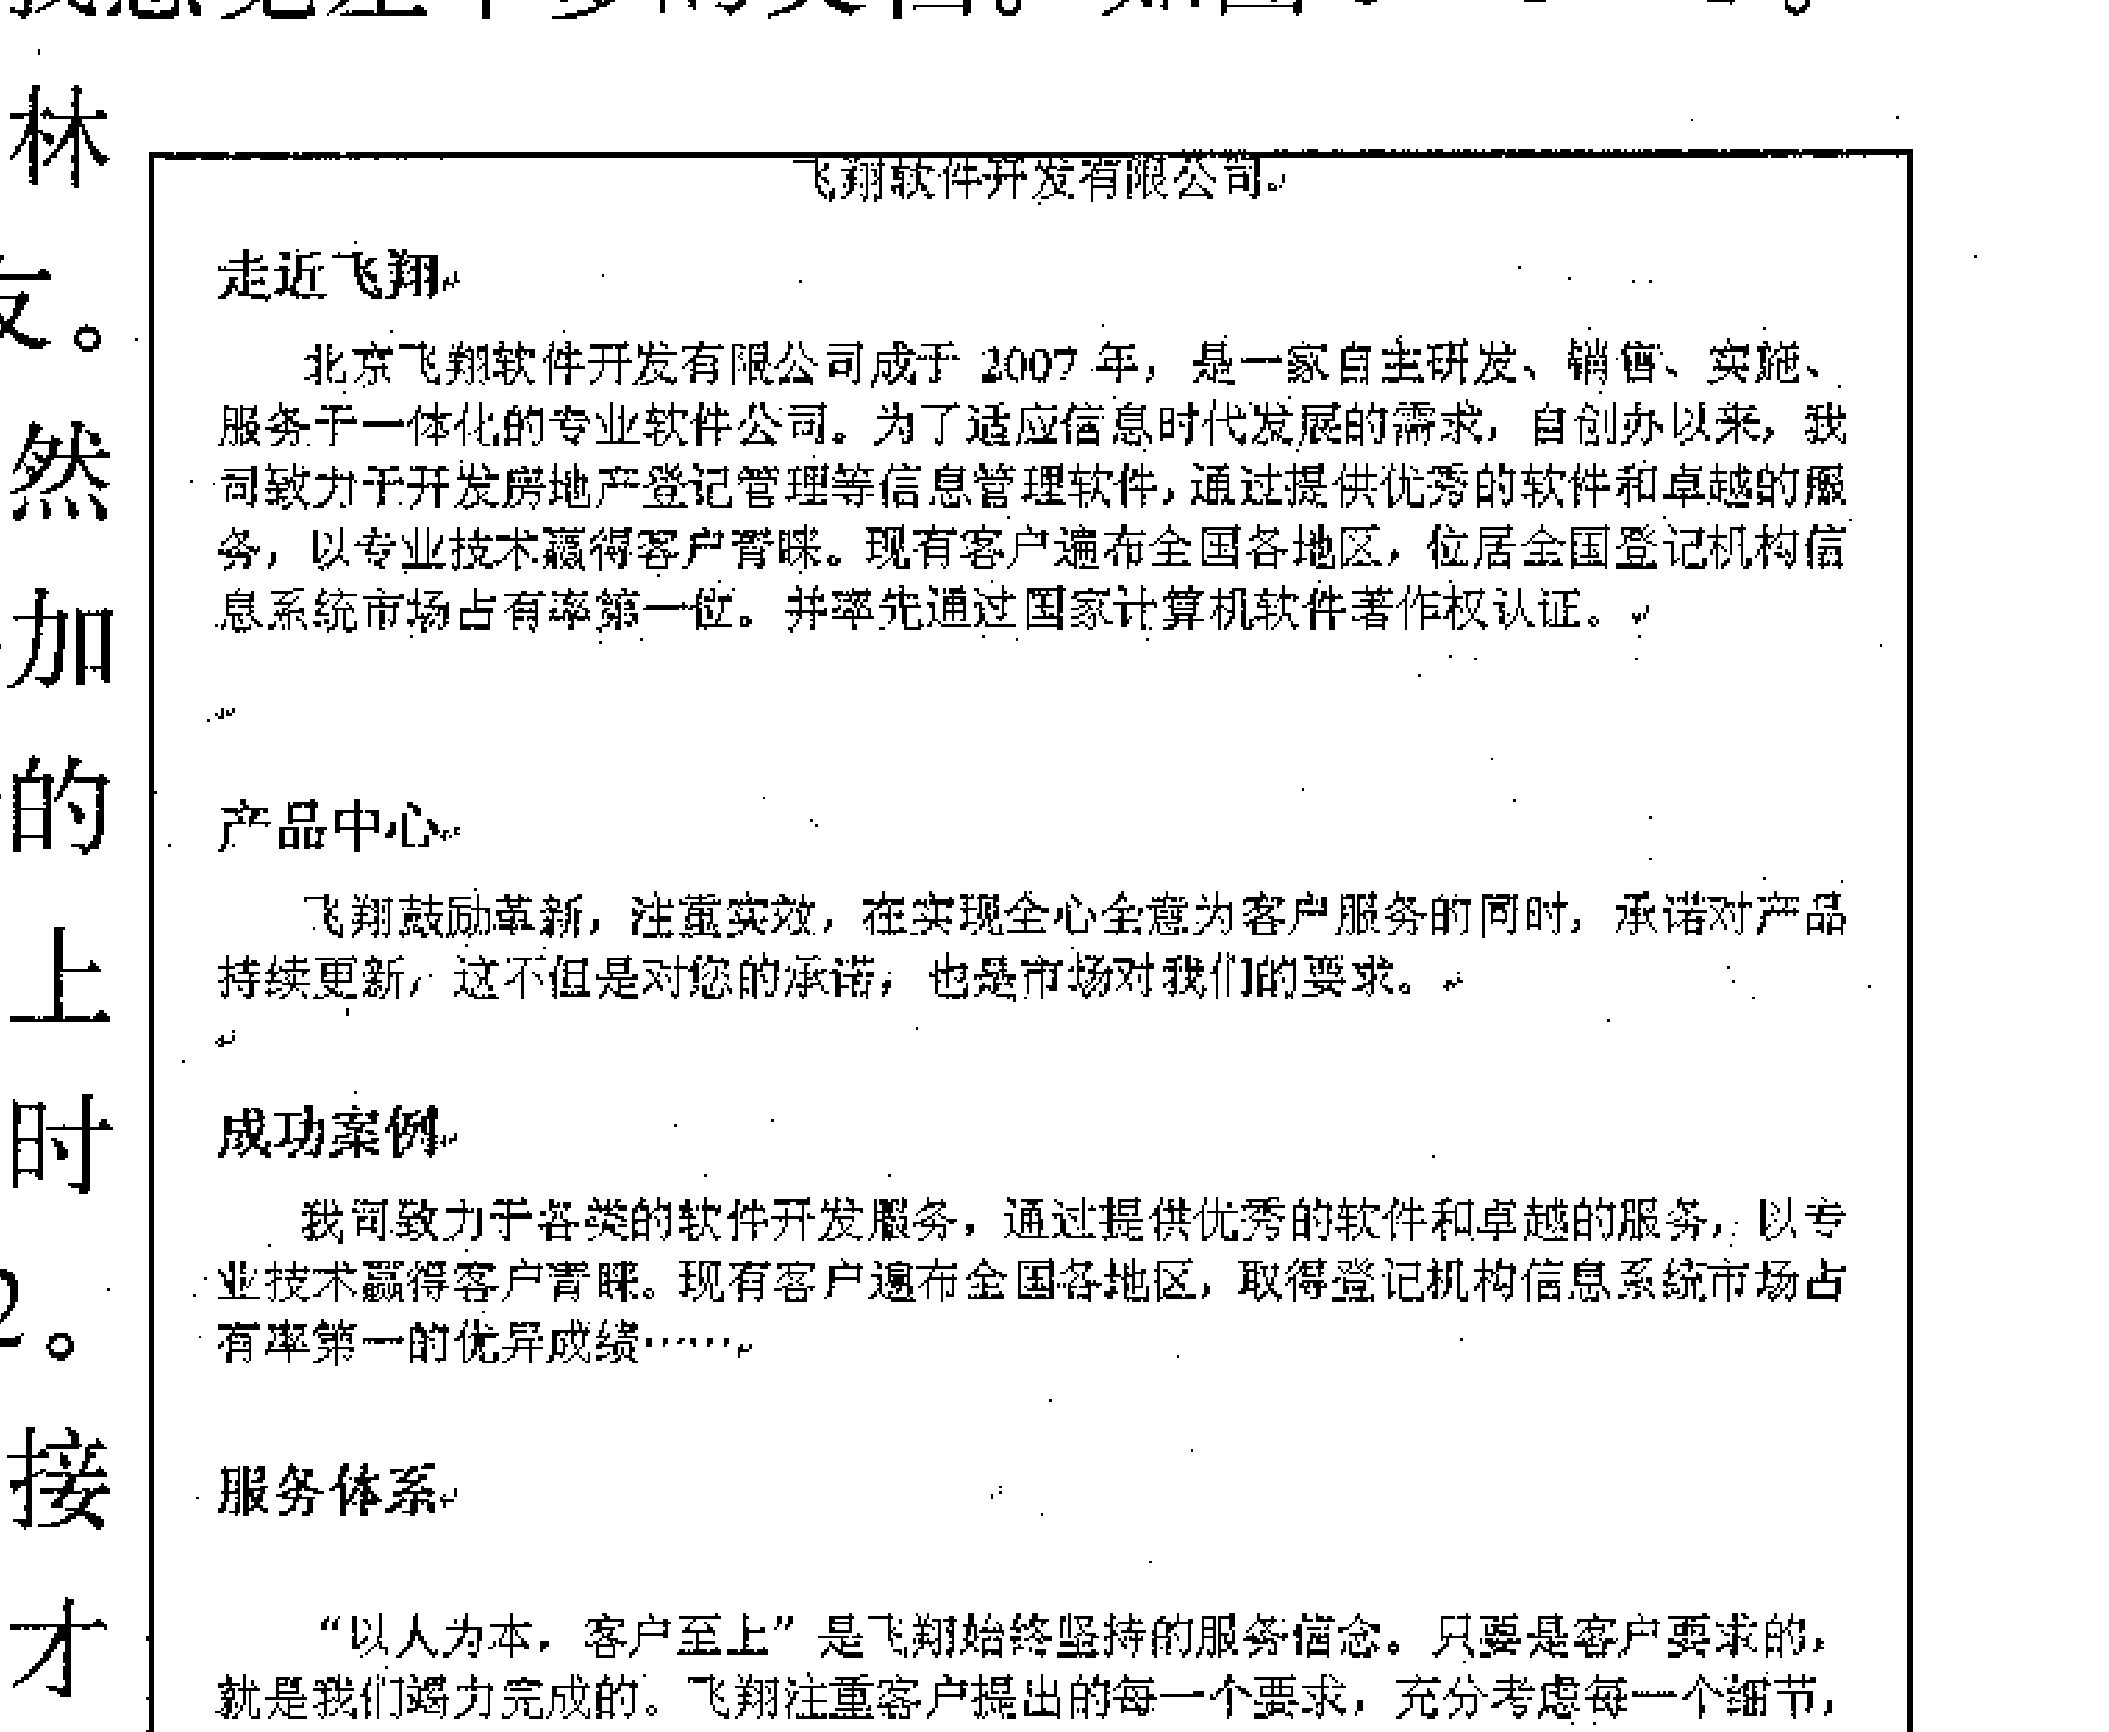 林
友。
然
加
的
上
时
2。
接
才
飞翔软件开发有限公司
走近飞翔
北京飞翔软件开发有限公司成于 2007 年，是一家自主研发、销售、实施、
服务于一体化的专业软件公司。为了适应信息时代发展的需求，自创办以来，我
司致力于开发房地产登记管理等信息管理软件，通过提供优秀的软件和卓越的服
务，以专业技术赢得客户青睐。现有客户遍布全国各地区，位居全国登记机构信
息系统市场占有率第一位。并率先通过国家计算机软件著作权认证。
产品中心
飞翔鼓励革新，注重实效，在实现全心全意为客户服务的同时，承诺对产品
持续更新，这不但是对您的承诺，也是市场对我们的要求。
成功案例
我司致力于各类的软件开发服务，通过提供优秀的软件和卓越的服务，以专
业技术赢得客户青睐。现有客户遍布全国各地区，取得登记机构信息系统市场占
有率第一的优异成绩……
服务体系
“以人为本，客户至上”是飞翔始终坚持的服务信念。只要是客户要求的，
就是我们竭力完成的。飞翔注重客户提出的每一个要求，充分考虑每一个细节，